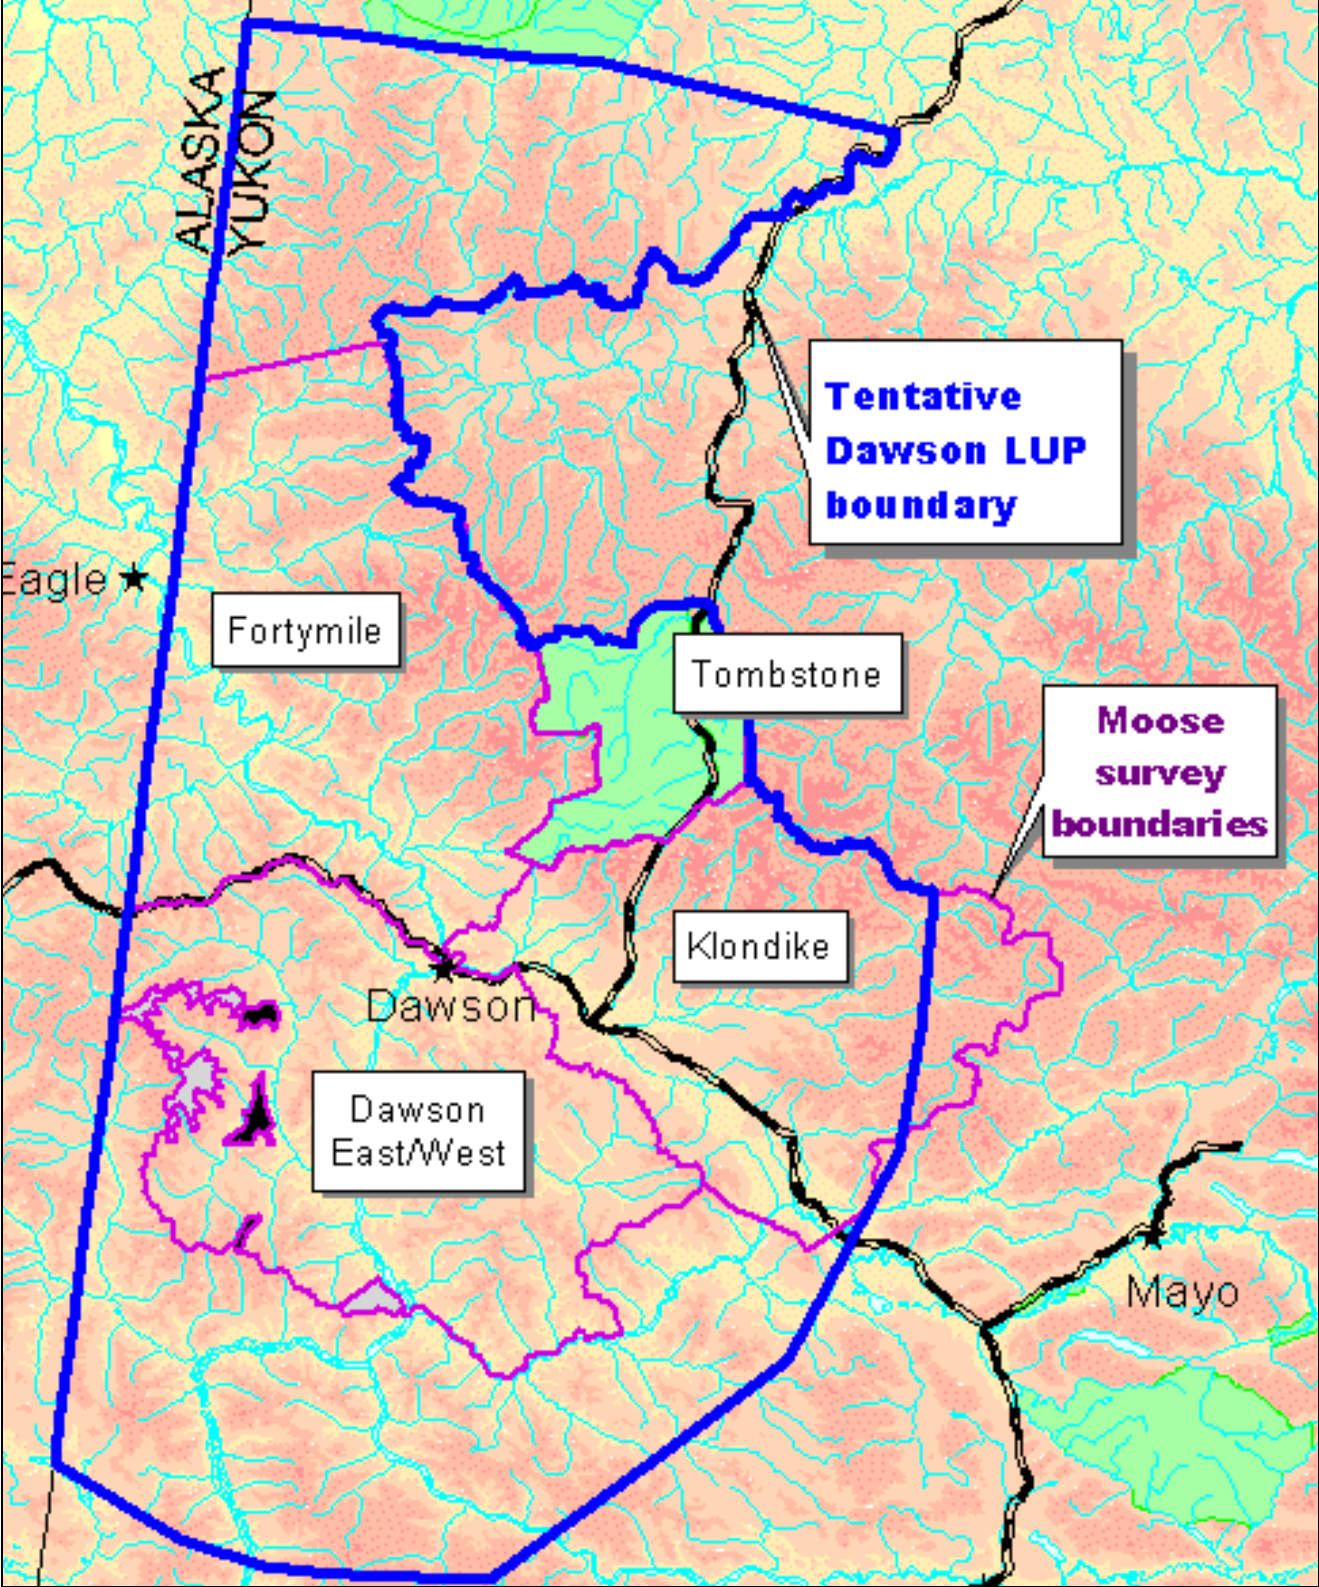 ALASKA
YUKON
Tentative
Dawson LUP
boundary
Eagle
Fortymile
Tombstone
Moose
survey
boundaries
Klondike
Dawson
Dawson
East/West
Mayo